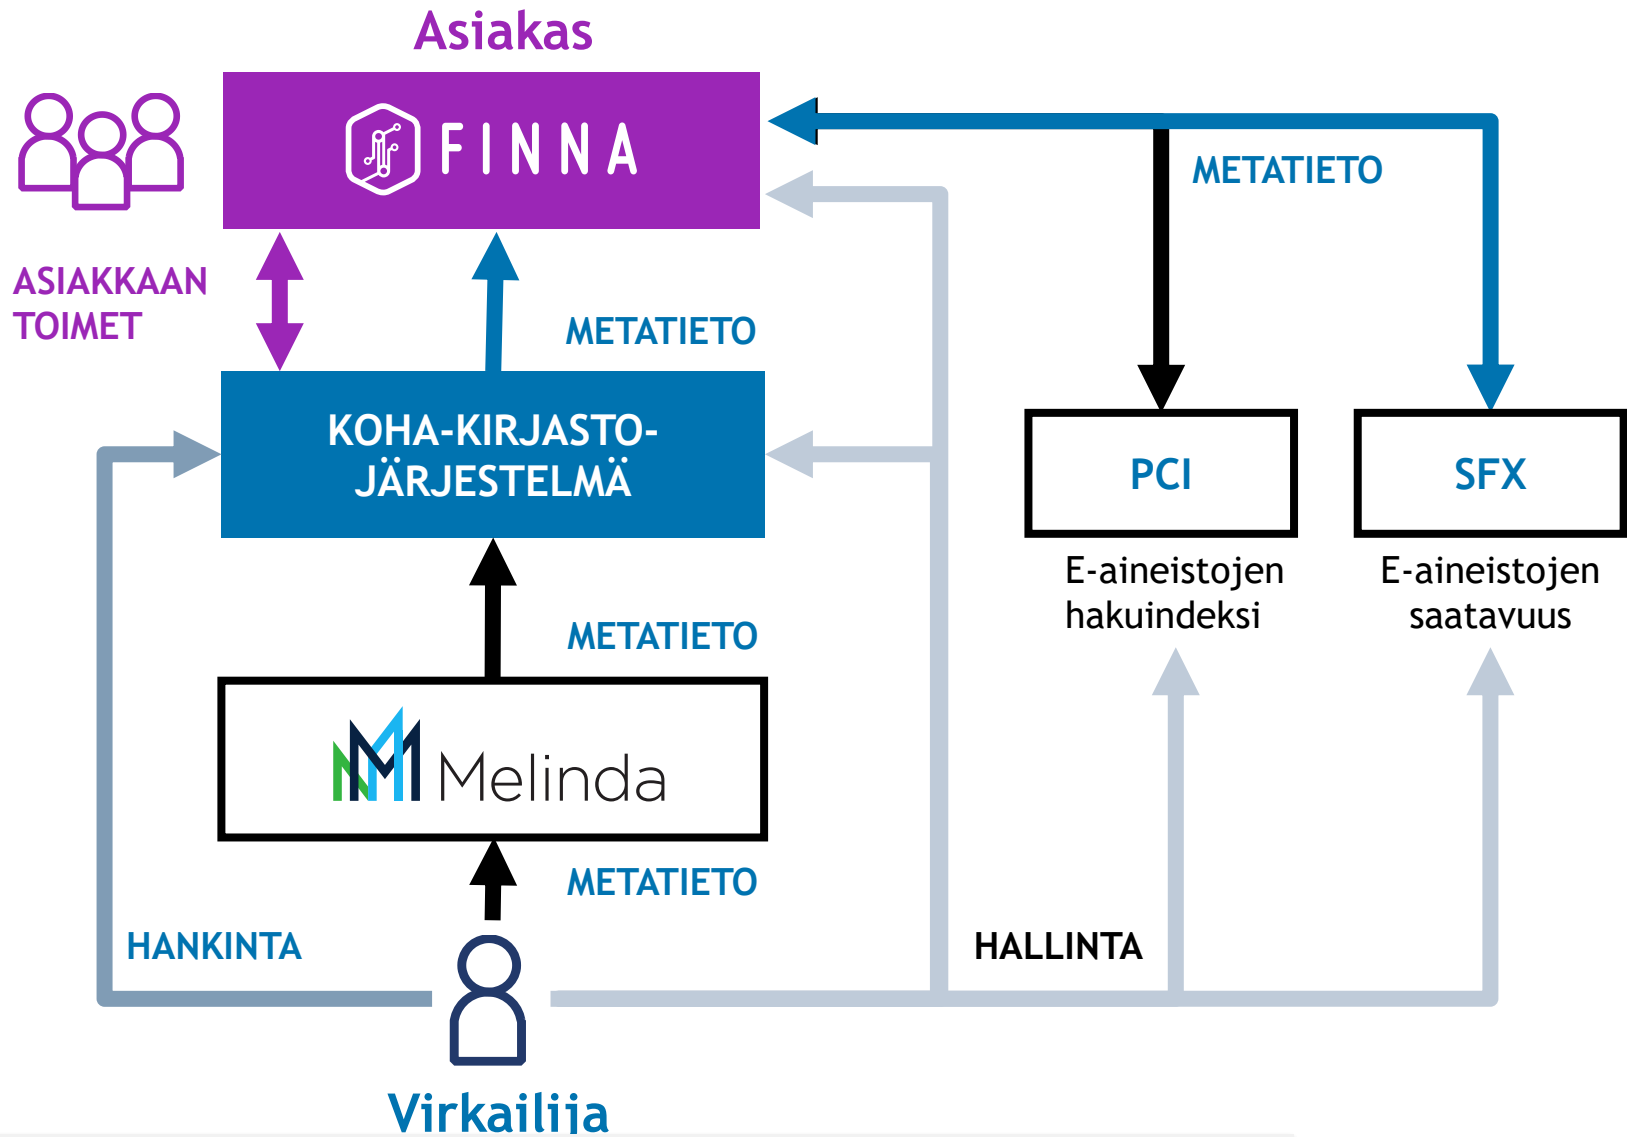 Asiakas
FINNA
METATIETO
ASIAKKAAN
TOIMET
METATIETO
KOHA-KIRJASTO-
JÄRJESTELMÄ
PCI
SFX
E-aineistojen
hakuindeksi
E-aineistojen
saatavuus
METATIETO
Melinda
METATIETO
HANKINTA
HALLINTA
Virkailija